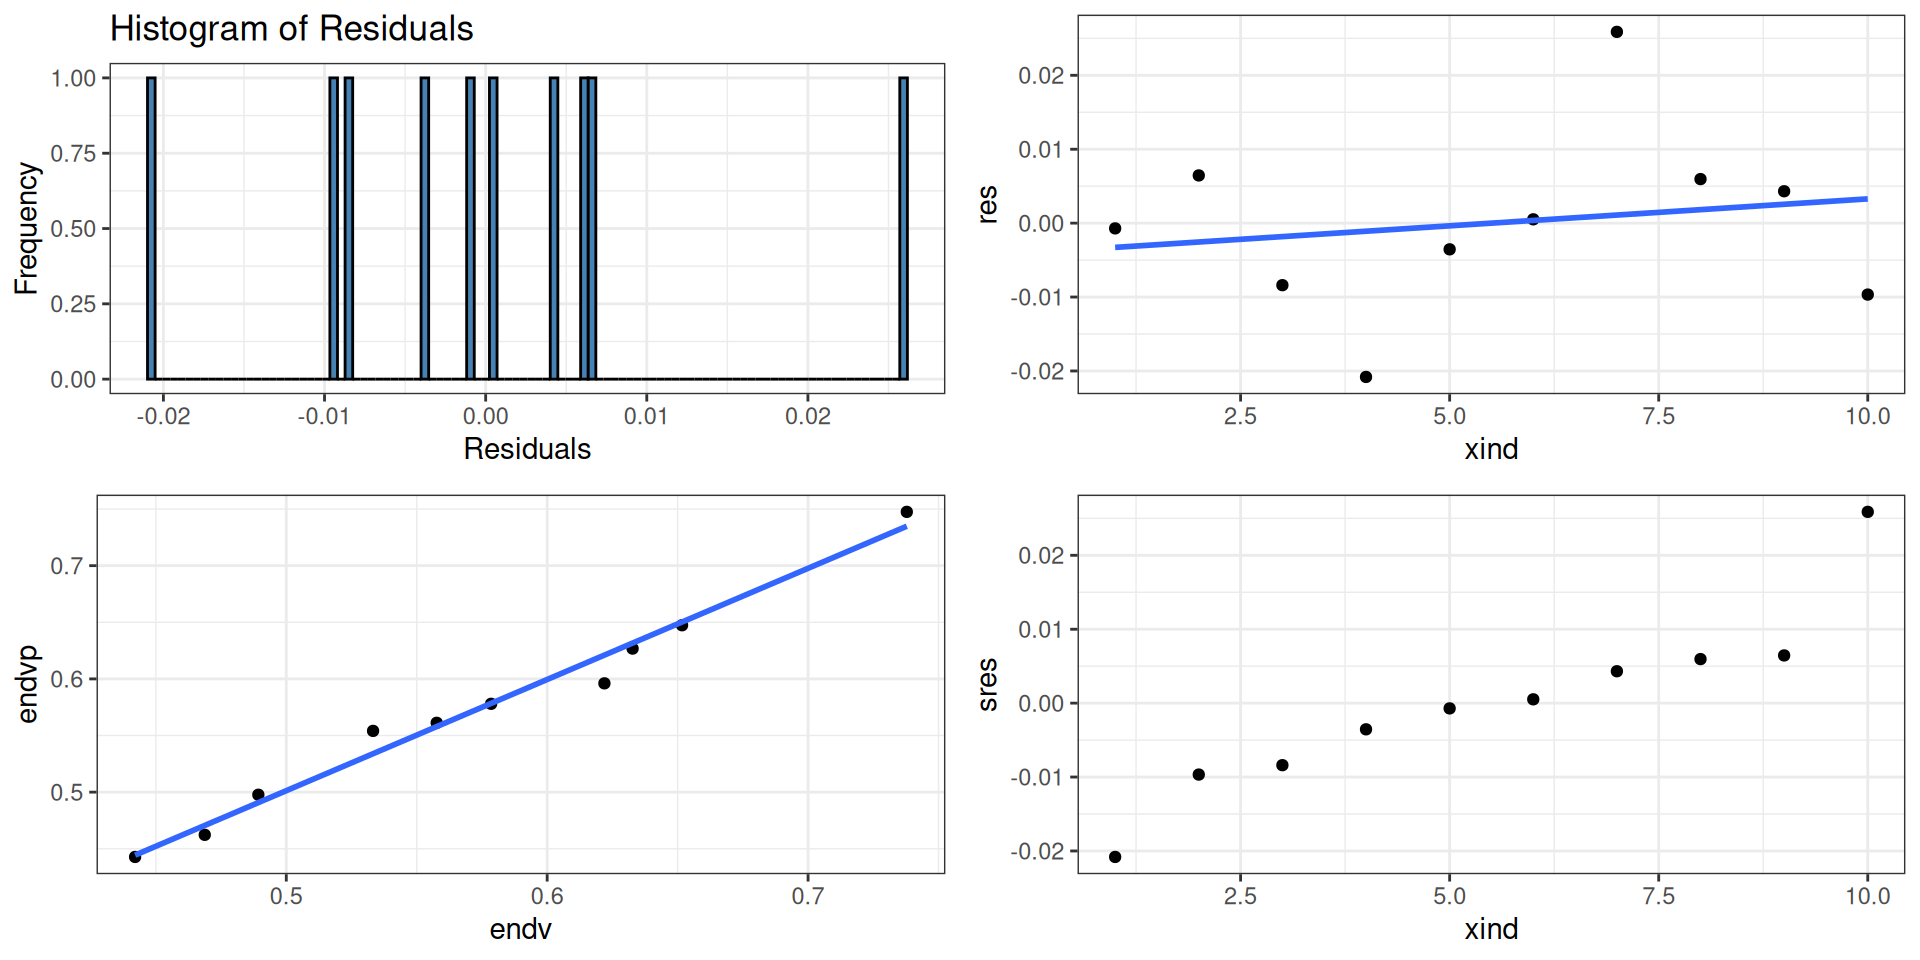 Histogram of Residuals
1.00
0.75
0.50
0.25
0.00
Frequency
-0.02 -0.01 0.00 0.01 0.02
Residuals
0.02
0.01
0.00
-0.01
-0.02
res
2.5 5.0 7.5 10.0
xind
0.7
0.6
0.5
endvp
0.5 0.6 0.7
endv
0.02
0.01
0.00
-0.01
-0.02
sres
2.5 5.0 7.5 10.0
xind